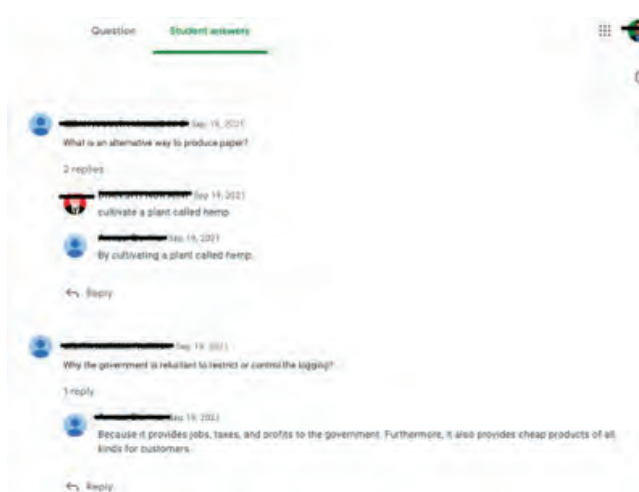 Question Student answers
Sep 19, 2021
What is an alternative way to produce paper?
2 replies
Sep 19, 2021
cultivate a plant called hemp
Sep 19, 2021
By cultivating a plant called hemp.
Reply
Sep 19, 2021
Why the government is reluctant to restrict or control the logging?
1 reply
Sep 19, 2021
Because it provides jobs, taxes, and profits to the government. Furthermore, it also provides cheap products of all
kinds for customers.
Reply